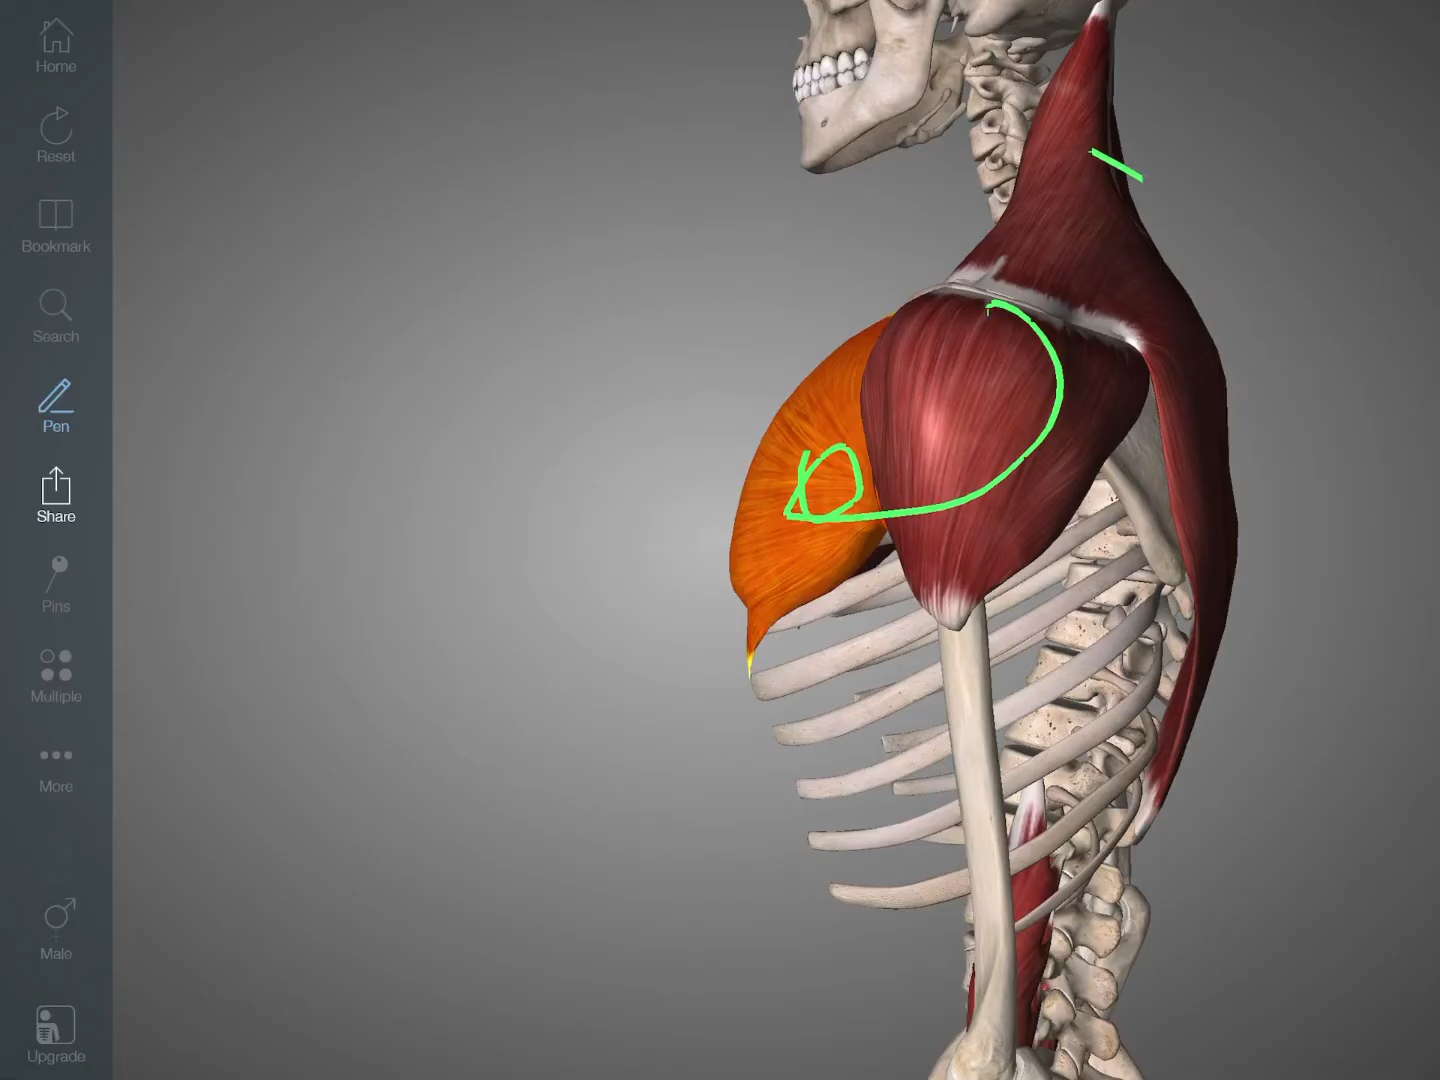 Home
Reset
Bookmark
Search
Pen
Share
Pins
Multiple
More
Male
Upgrade